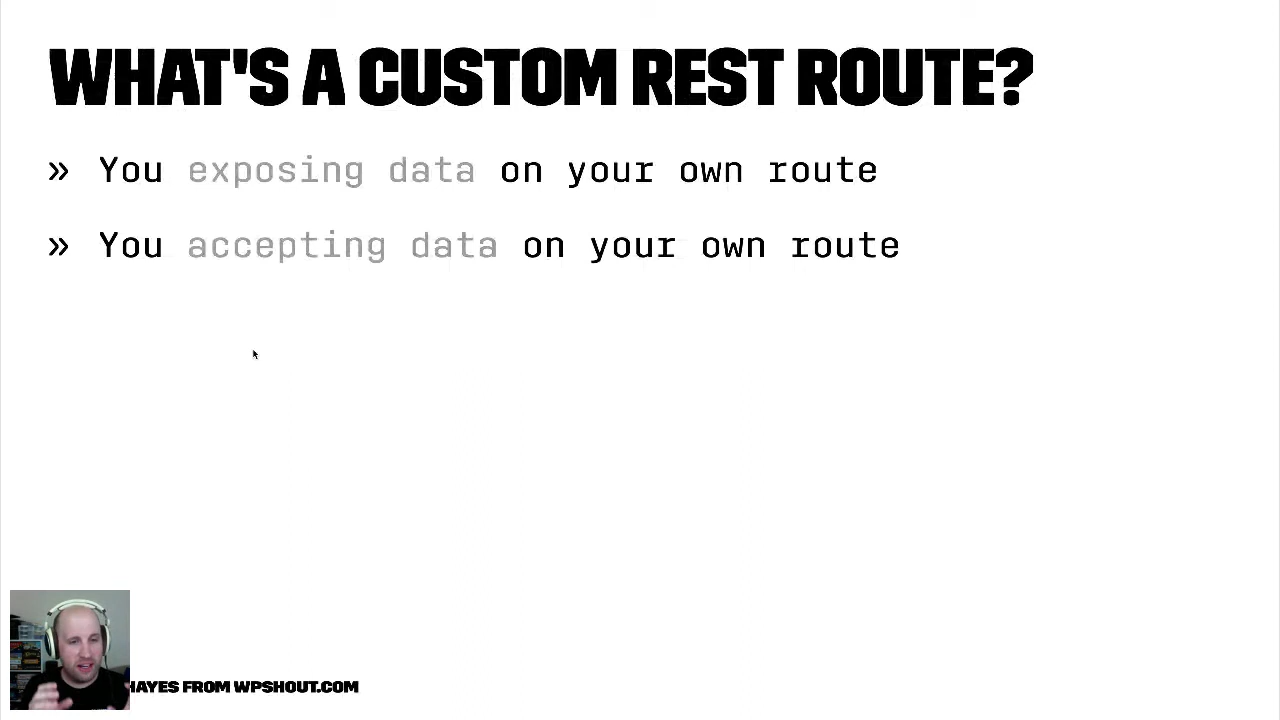 WHAT'S A CUSTOM REST ROUTE?
» You exposing data on your own route
» You accepting data on your own route
HAYES FROM WPSHOUT.COM